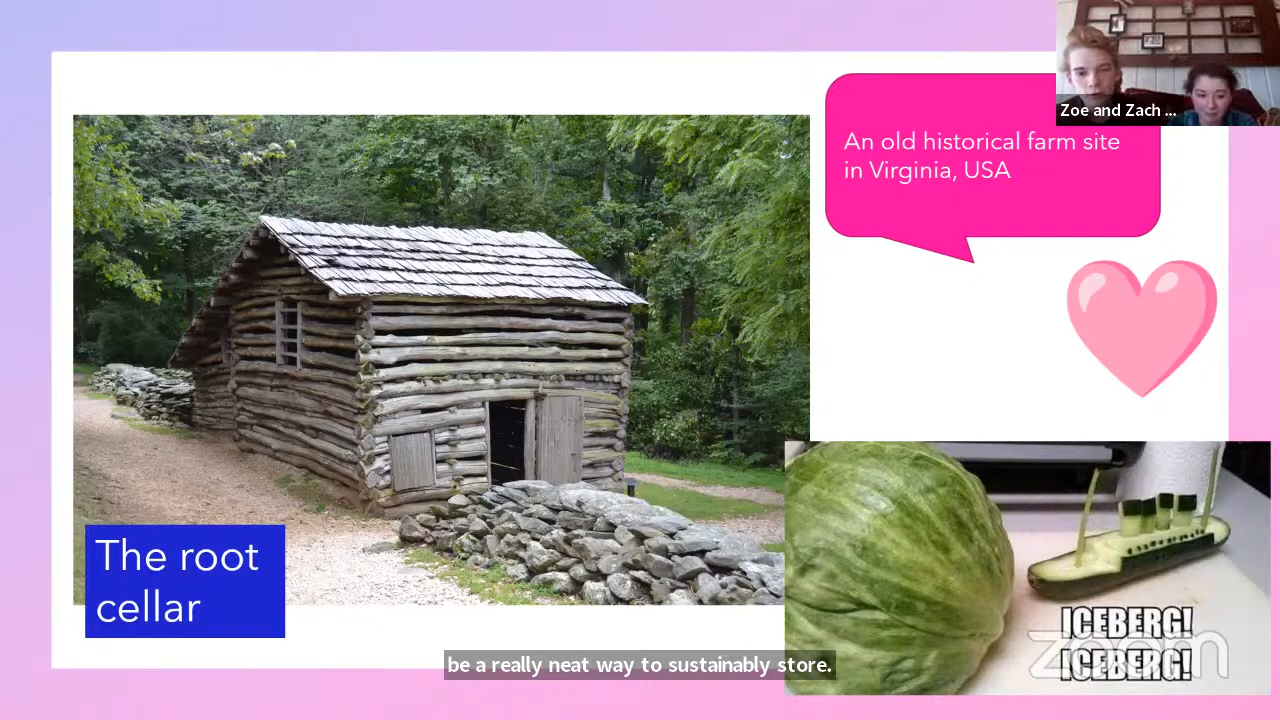 Zoe and Zach ...
An old historical farm site
in Virginia, USA
The root
cellar
ICEBERG!
ICEBERG!
zoom
be a really neat way to sustainably store.